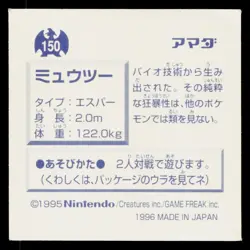 150
アマダ
ミュウツー
タイプ：エスパー
身長：2.0m
体重：122.0kg
バイオ技術から生み
出された。その純粋
な狂暴性は、他のポケ
モンでは類を見ない。
●あそびかた● 2人対戦で遊びます。
（くわしくは、パッケージのウラを見てネ）
©1995 Nintendo/Creatures inc./GAME FREAK inc.
1996 MADE IN JAPAN